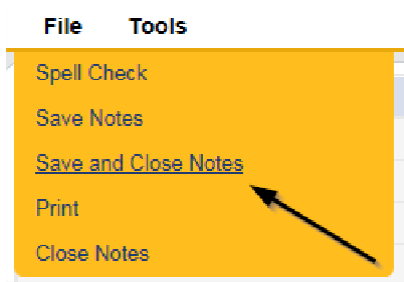 File Tools
Spell Check
Save Notes
Save and Close Notes
Print
Close Notes